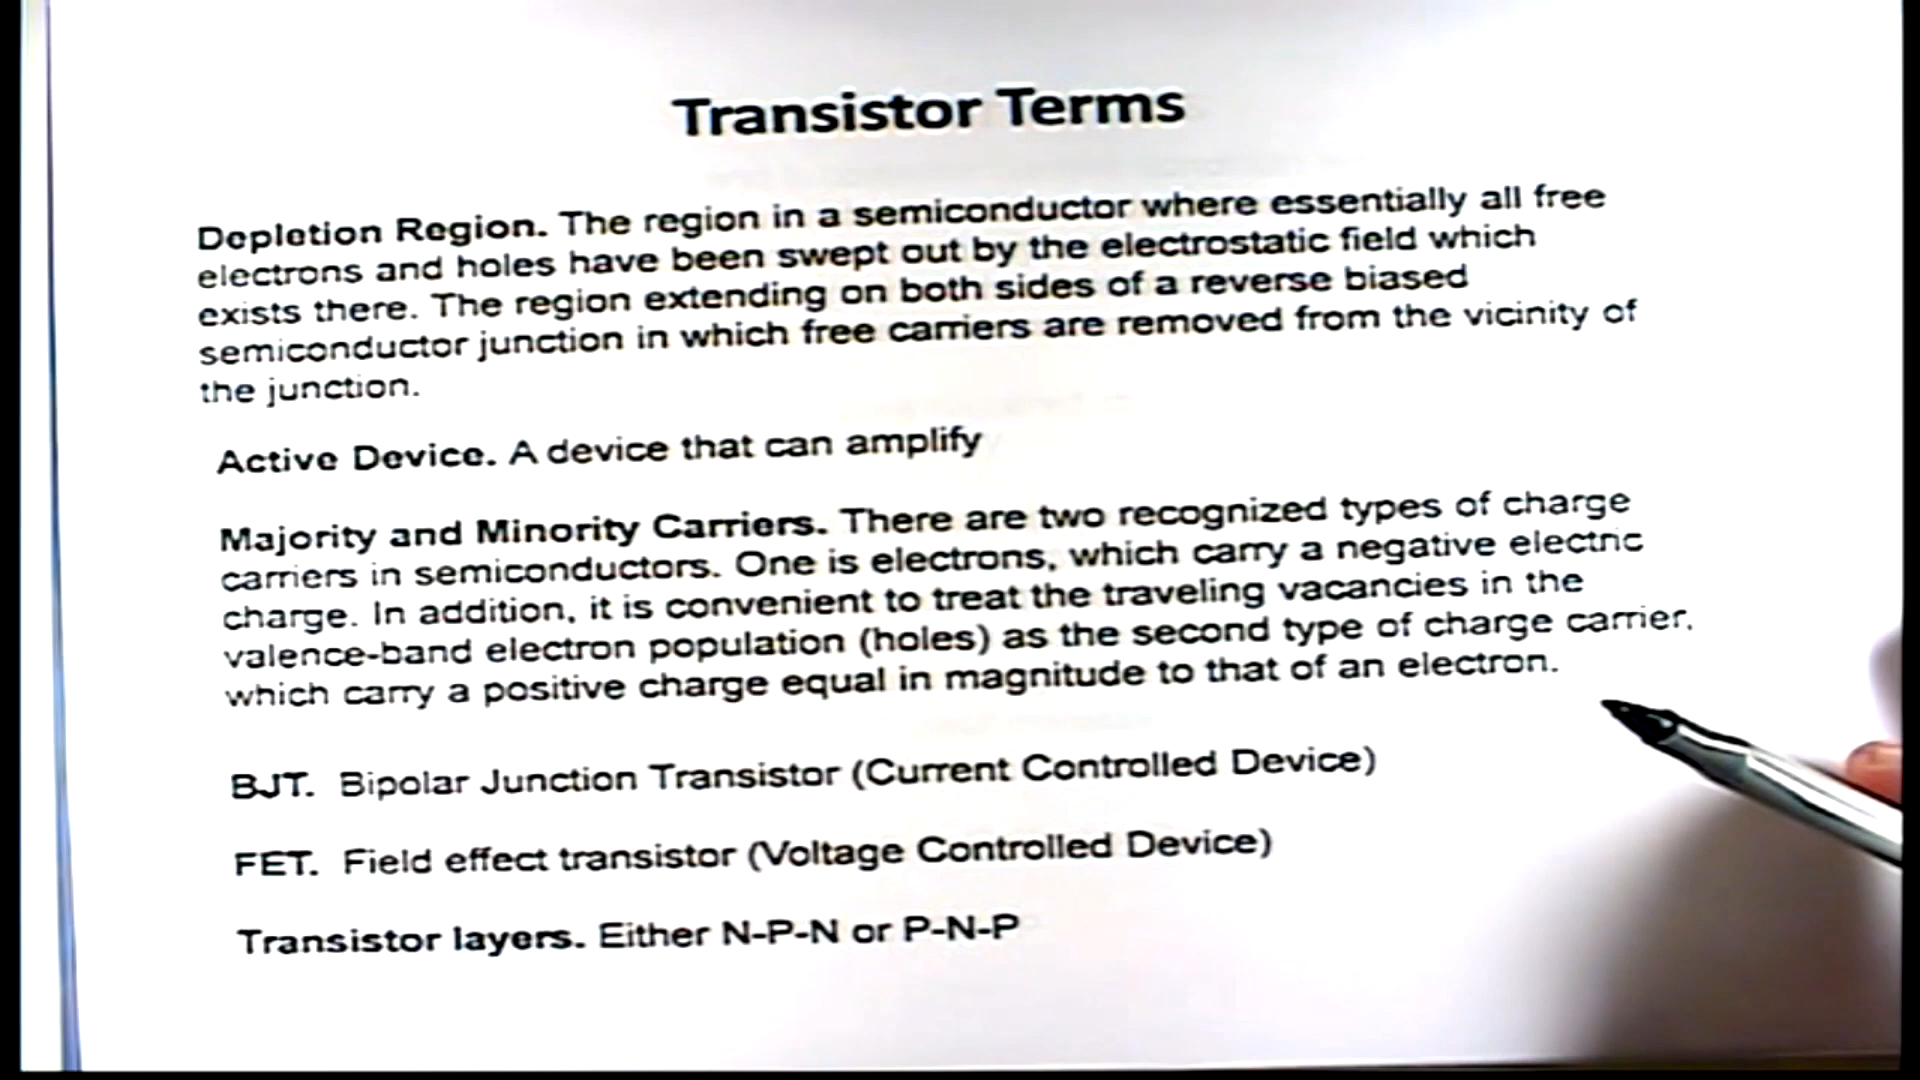 Transistor Terms
Depletion Region. The region in a semiconductor where essentially all free
electrons and holes have been swept out by the electrostatic field which
exists there. The region extending on both sides of a reverse biased
semiconductor junction in which free carriers are removed from the vicinity of
the junction.
Active Device. A device that can amplify
Majority and Minority Carriers. There are two recognized types of charge
carriers in semiconductors. One is electrons, which carry a negative electric
charge. In addition, it is convenient to treat the traveling vacancies in the
valence-band electron population (holes) as the second type of charge carrier,
which carry a positive charge equal in magnitude to that of an electron.
BJT. Bipolar Junction Transistor (Current Controlled Device)
FET. Field effect transistor (Voltage Controlled Device)
Transistor layers. Either N-P-N or P-N-P